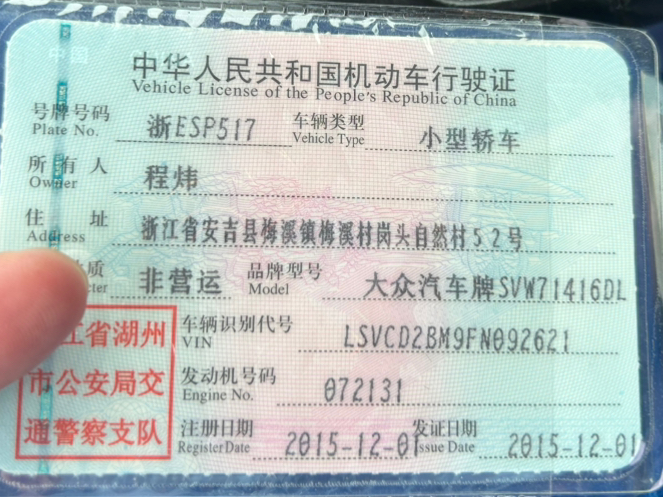 中华人民共和国机动车行驶证
Vehicle License of the People's Republic of China
号牌号码 浙ESP517 车辆类型 小型轿车
Plate No. Vehicle Type
所有人 程炜
Owner
住址 浙江省安吉县梅溪镇梅溪村岗头自然村52号
Address
质 非营运 品牌型号 大众汽车牌SVW71416DL
cter Model
江省湖州 车辆识别代号 LSVCD2BM9FN092621
VIN
市公安局交 发动机号码 072131
Engine No.
通警察支队 注册日期 2015-12-01 发证日期 2015-12-01
Register Date Issue Date